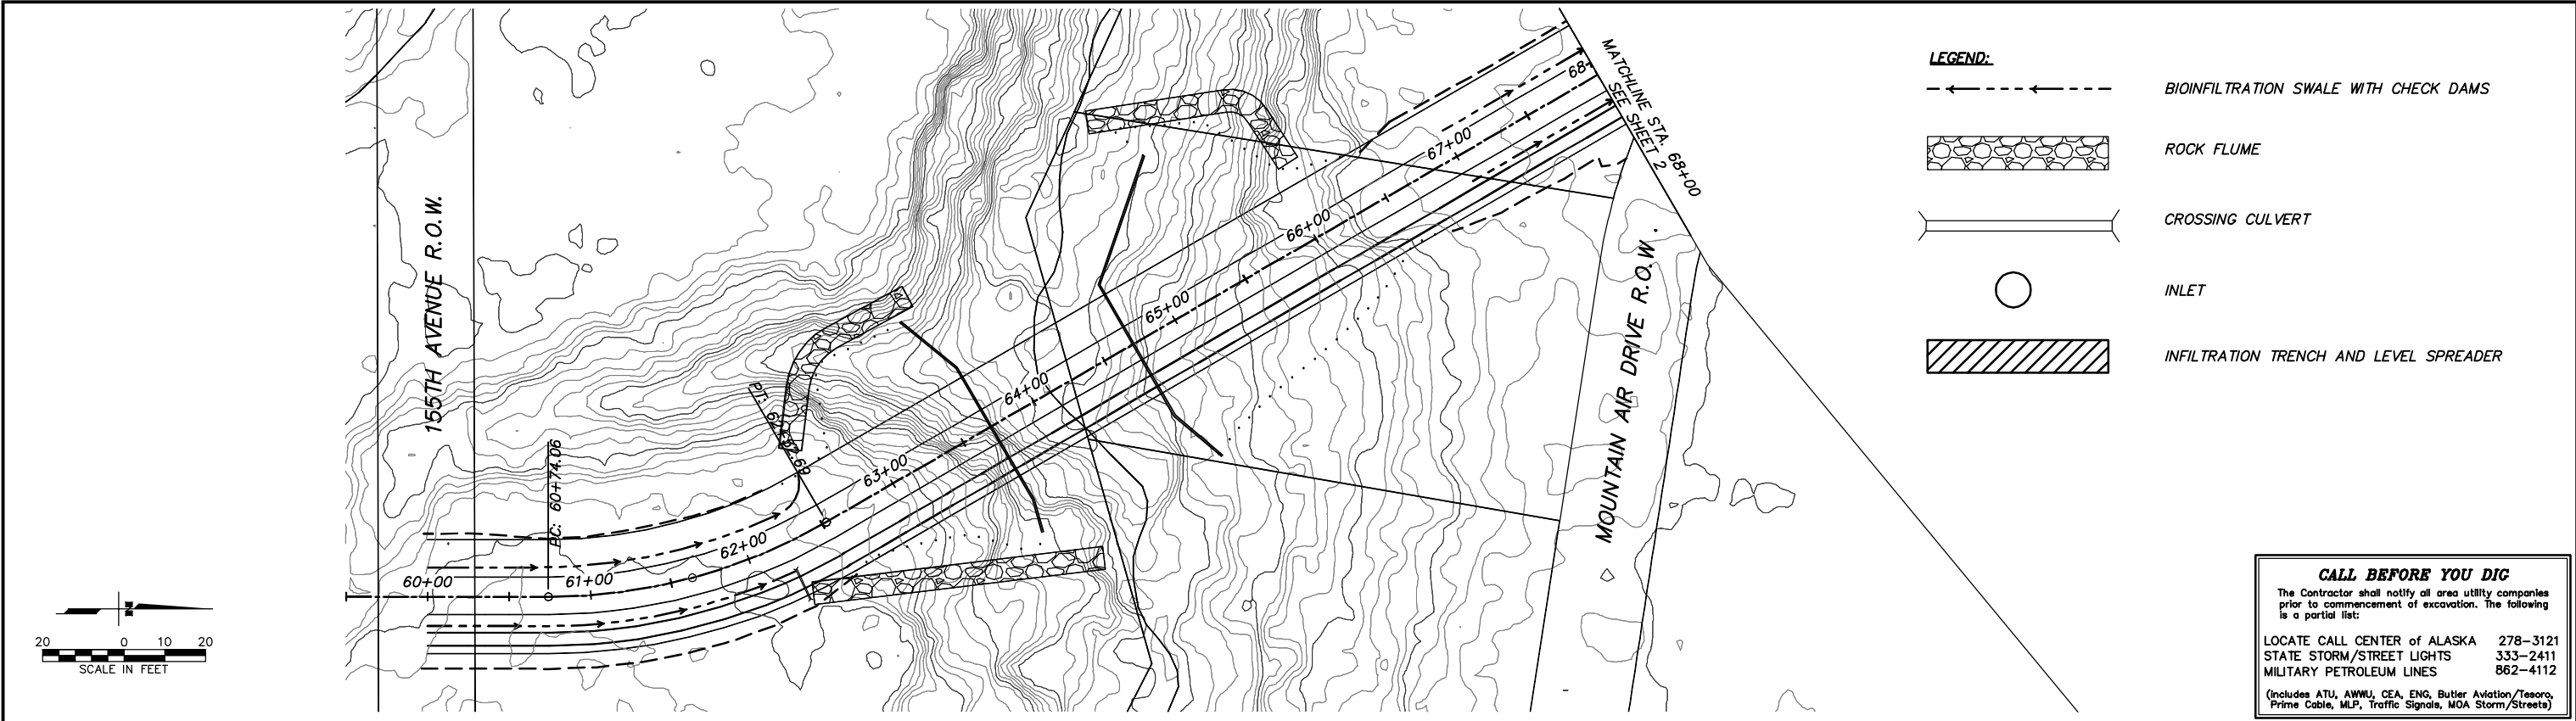 155TH AVENUE R.O.W.
PC: 60+74.06
60+00
61+00
62+00
63+00
64+00
65+00
66+00
67+00
68
MATCHLINE STA. 68+00
SEE SHEET 2
MOUNTAIN AIR DRIVE R.O.W.
20 0 10 20
SCALE IN FEET
LEGEND:
BIOINFILTRATION SWALE WITH CHECK DAMS
ROCK FLUME
CROSSING CULVERT
INLET
INFILTRATION TRENCH AND LEVEL SPREADER
CALL BEFORE YOU DIG
The Contractor shall notify all area utility companies
prior to commencement of excavation. The following
is a partial list:
LOCATE CALL CENTER of ALASKA 278-3121
STATE STORM/STREET LIGHTS 333-2411
MILITARY PETROLEUM LINES 862-4112
(includes ATU, AWWU, CEA, ENG, Butler Aviation/Tesoro,
Prime Cable, MLP, Traffic Signals, MOA Storm/Streets)